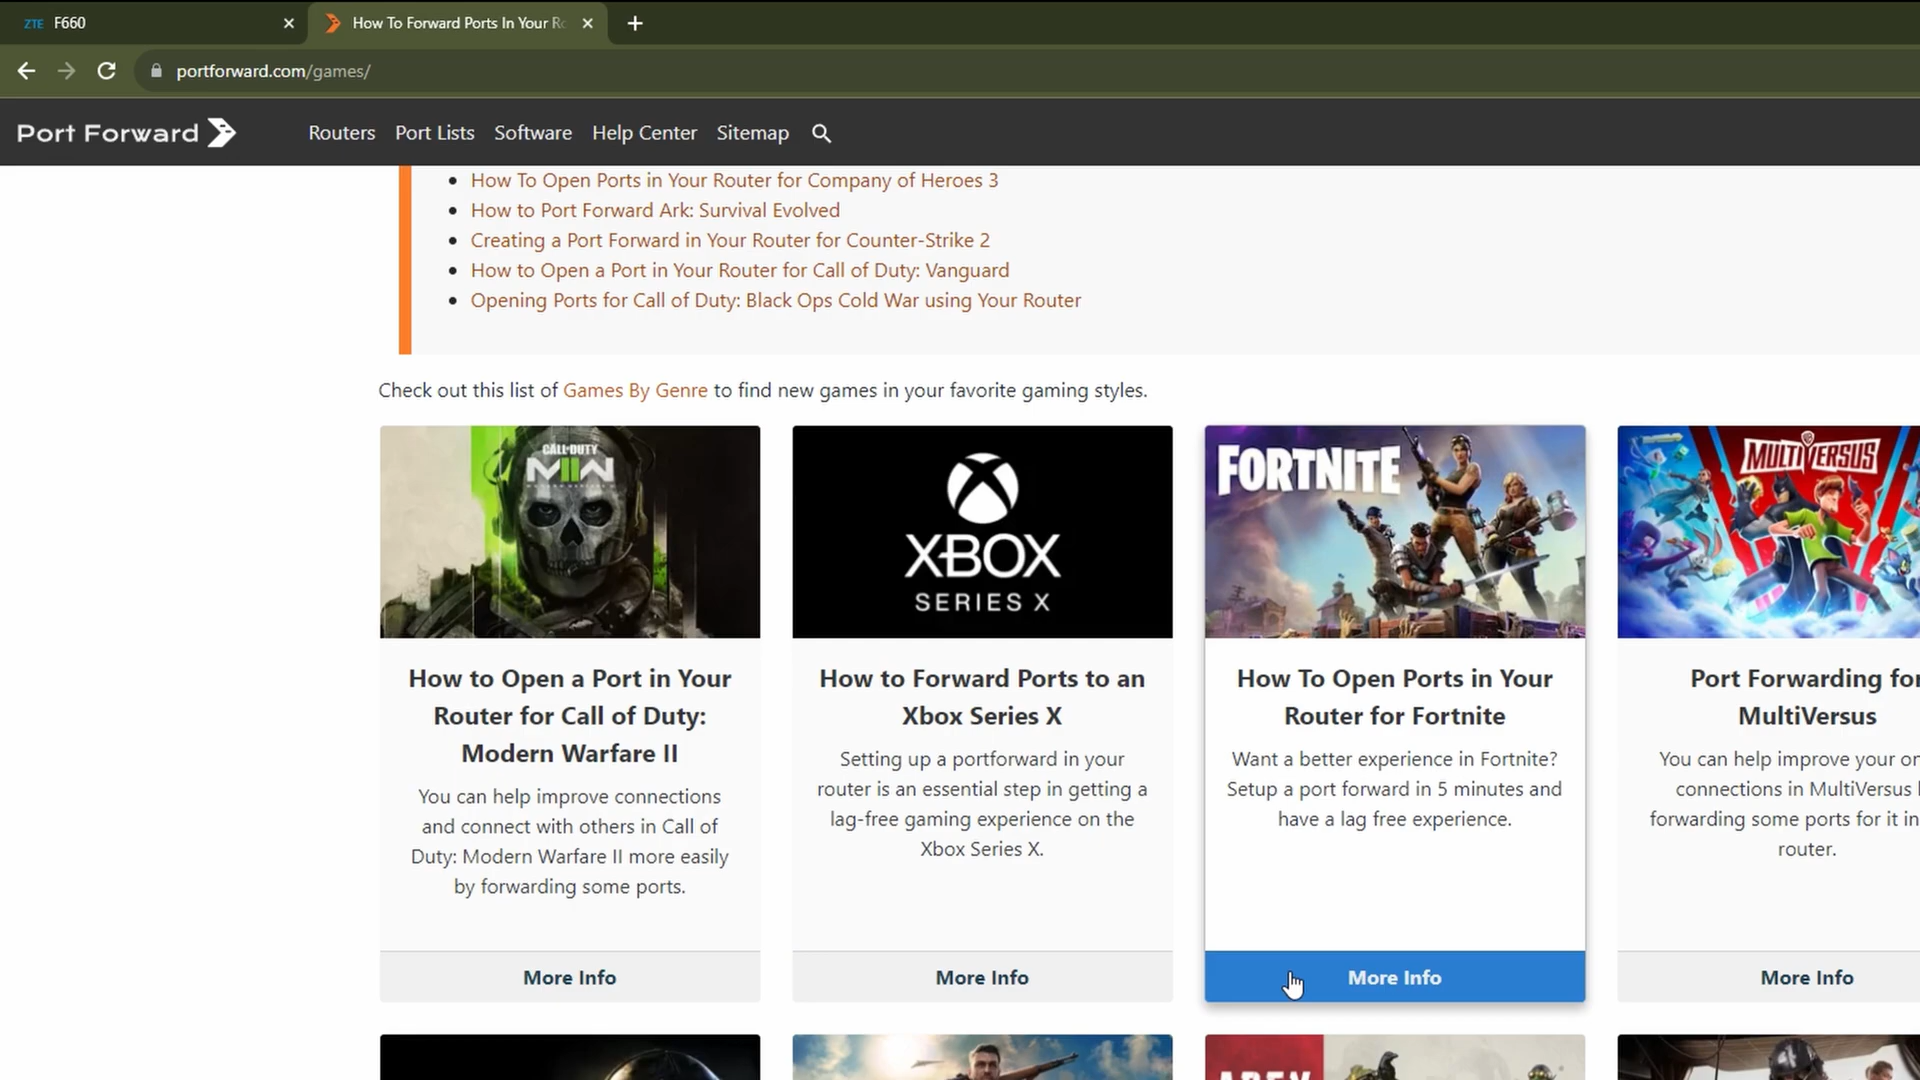 ZTE F660
How To Forward Ports In Your Ro
portforward.com/games/
Port Forward Routers Port Lists Software Help Center Sitemap
How To Open Ports in Your Router for Company of Heroes 3
How to Port Forward Ark: Survival Evolved
Creating a Port Forward in Your Router for Counter-Strike 2
How to Open a Port in Your Router for Call of Duty: Vanguard
Opening Ports for Call of Duty: Black Ops Cold War using Your Router
Check out this list of Games By Genre to find new games in your favorite gaming styles.
CALL OF DUTY
MWII
How to Open a Port in Your
Router for Call of Duty:
Modern Warfare II
You can help improve connections
and connect with others in Call of
Duty: Modern Warfare II more easily
by forwarding some ports.
More Info
XBOX
SERIES X
How to Forward Ports to an
Xbox Series X
Setting up a portforward in your
router is an essential step in getting a
lag-free gaming experience on the
Xbox Series X.
More Info
FORTNITE
How To Open Ports in Your
Router for Fortnite
Want a better experience in Fortnite?
Setup a port forward in 5 minutes and
have a lag free experience.
More Info
MULTIVERSUS
Port Forwarding for
MultiVersus
You can help improve your on
connections in MultiVersus
forwarding some ports for it in
router.
More Info
APEX